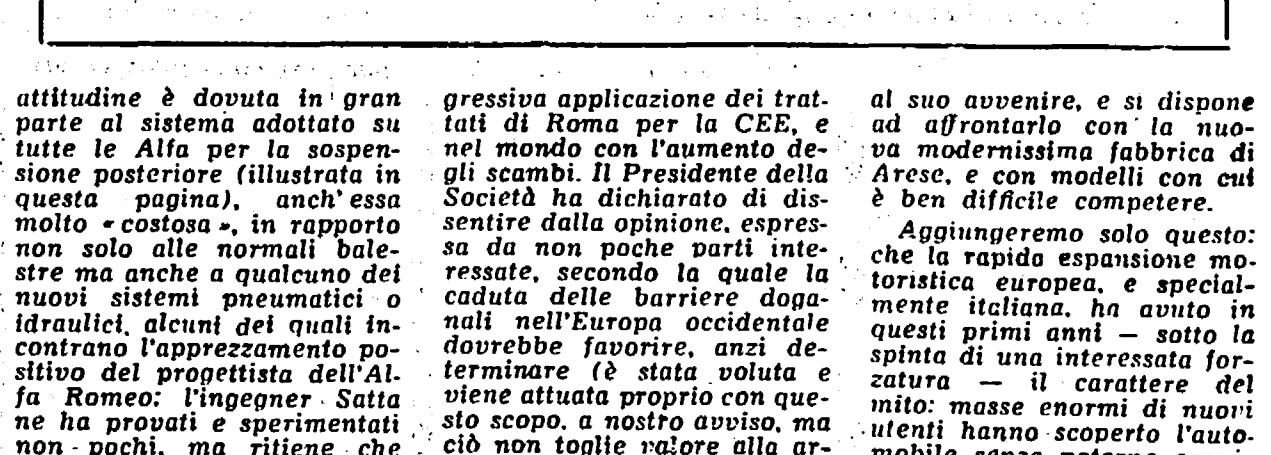 attitudine è dovuta in gran
parte al sistema adottato su
tutte le Alfa per la sospen-
sione posteriore (illustrata in
questa pagina), anch'essa
molto «costosa», in rapporto
non solo alle normali bale-
stre ma anche a qualcuno dei
nuovi sistemi pneumatici o
idraulici, alcuni dei quali in-
contrano l'apprezzamento po-
sitivo del progettista dell'Al-
fa Romeo: l'ingegner Satta
ne ha provati e sperimentati
non pochi, ma ritiene che
gressiva applicazione dei trat-
tati di Roma per la CEE, e
nel mondo con l'aumento de-
gli scambi. Il Presidente della
Società ha dichiarato di dis-
sentire dalla opinione, espres-
sa da non poche parti inte-
ressate, secondo la quale la
caduta delle barriere doga-
nali nell'Europa occidentale
dovrebbe favorire, anzi de-
terminare (è stata voluta e
viene attuata proprio con que-
sto scopo, a nostro avviso, ma
ciò non toglie valore alla ar-
al suo avvenire, e si dispone
ad affrontarlo con la nuo-
va modernissima fabbrica di
Arese, e con modelli con cui
è ben difficile competere.
Aggiungeremo solo questo:
che la rapida espansione mo-
toristica europea, e special-
mente italiana, ha avuto in
questi primi anni — sotto la
spinta di una interessata for-
zatura — il carattere del
mito: masse enormi di nuovi
utenti hanno scoperto l'auto-
mobile senza